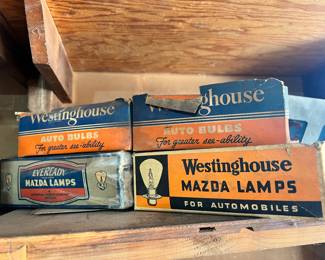 Westinghouse
AUTO BULBS
For greater see-ability
ghouse
AUTO BULBS
For greater see-ability
EVEREADY
MAZDA LAMPS
Westinghouse
MAZDA LAMPS
FOR AUTOMOBILES